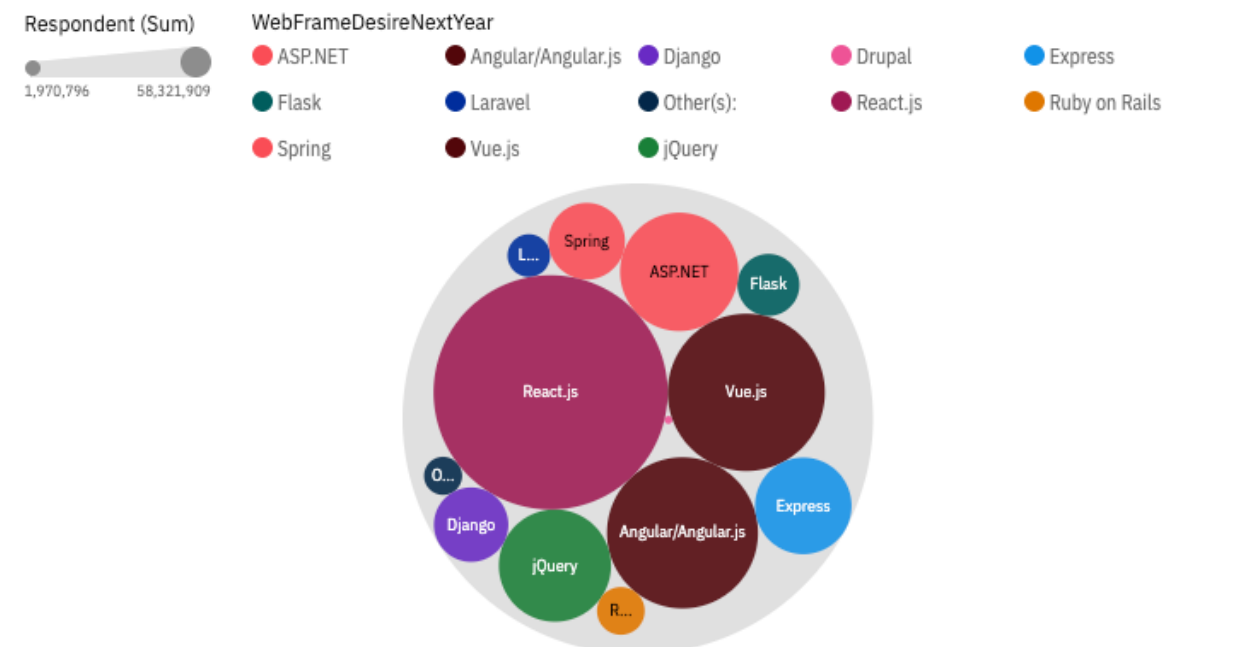 Respondent (Sum)
1,970,796 58,321,909
WebFrameDesireNextYear
ASP.NET Angular/Angular.js Django Drupal Express
Flask Laravel Other(s): React.js Ruby on Rails
Spring Vue.js jQuery
L... Spring ASP.NET Flask
React.js Vue.js
O...
Django jQuery Angular/Angular.js Express
R...